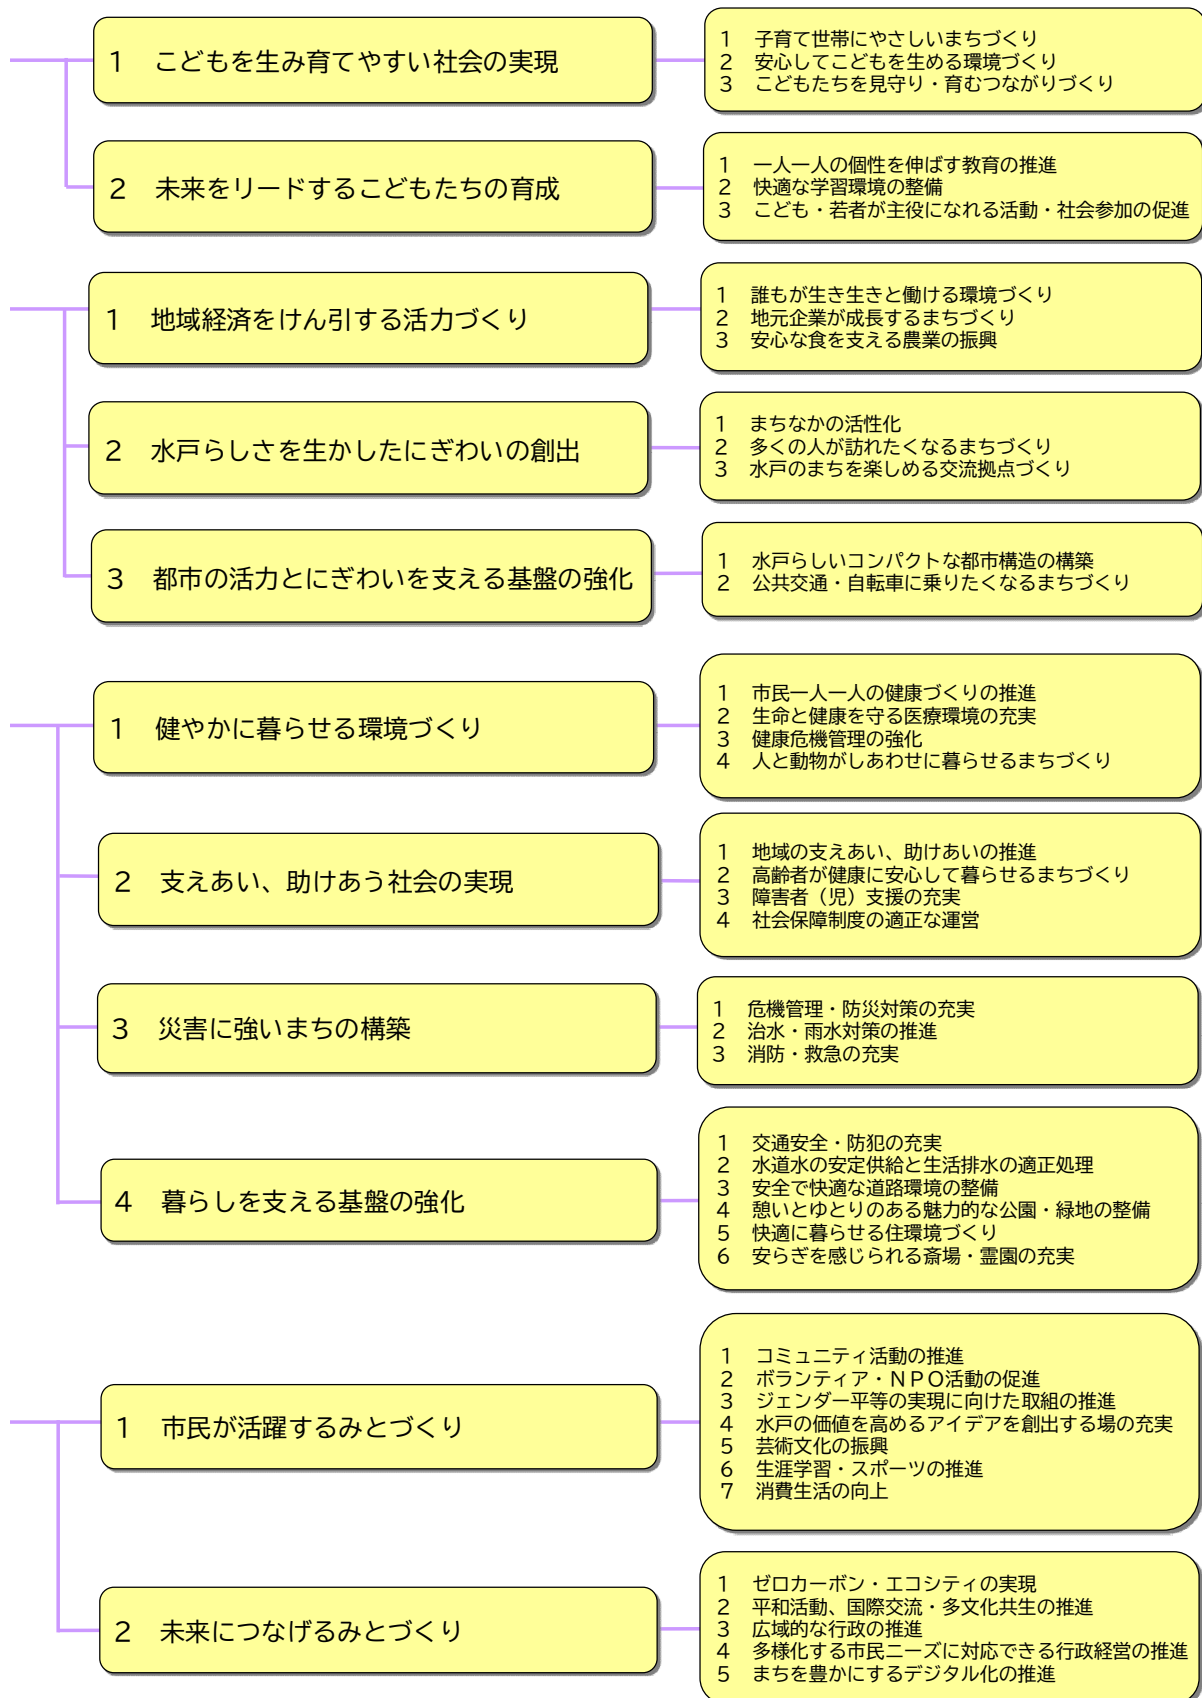 1 こどもを生み育てやすい社会の実現
1 子育て世帯にやさしいまちづくり
2 安心してこどもを生める環境づくり
3 こどもたちを見守り・育むつながりづくり
2 未来をリードするこどもたちの育成
1 一人一人の個性を伸ばす教育の推進
2 快適な学習環境の整備
3 こども・若者が主役になれる活動・社会参加の促進
1 地域経済をけん引する活力づくり
1 誰もが生き生きと働ける環境づくり
2 地元企業が成長するまちづくり
3 安心な食を支える農業の振興
2 水戸らしさを生かしたにぎわいの創出
1 まちなかの活性化
2 多くの人が訪れたくなるまちづくり
3 水戸のまちを楽しめる交流拠点づくり
3 都市の活力とにぎわいを支える基盤の強化
1 水戸らしいコンパクトな都市構造の構築
2 公共交通・自転車に乗りたくなるまちづくり
1 健やかに暮らせる環境づくり
1 市民一人一人の健康づくりの推進
2 生命と健康を守る医療環境の充実
3 健康危機管理の強化
4 人と動物がしあわせに暮らせるまちづくり
2 支えあい、助けあう社会の実現
1 地域の支えあい、助けあいの推進
2 高齢者が健康に安心して暮らせるまちづくり
3 障害者（児）支援の充実
4 社会保障制度の適正な運営
3 災害に強いまちの構築
1 危機管理・防災対策の充実
2 治水・雨水対策の推進
3 消防・救急の充実
4 暮らしを支える基盤の強化
1 交通安全・防犯の充実
2 水道水の安定供給と生活排水の適正処理
3 安全で快適な道路環境の整備
4 憩いとゆとりのある魅力的な公園・緑地の整備
5 快適に暮らせる住環境づくり
6 安らぎを感じられる斎場・霊園の充実
1 市民が活躍するみとづくり
1 コミュニティ活動の推進
2 ボランティア・ＮＰＯ活動の促進
3 ジェンダー平等の実現に向けた取組の推進
4 水戸の価値を高めるアイデアを創出する場の充実
5 芸術文化の振興
6 生涯学習・スポーツの推進
7 消費生活の向上
2 未来につなげるみとづくり
1 ゼロカーボン・エコシティの実現
2 平和活動、国際交流・多文化共生の推進
3 広域的な行政の推進
4 多様化する市民ニーズに対応できる行政経営の推進
5 まちを豊かにするデジタル化の推進